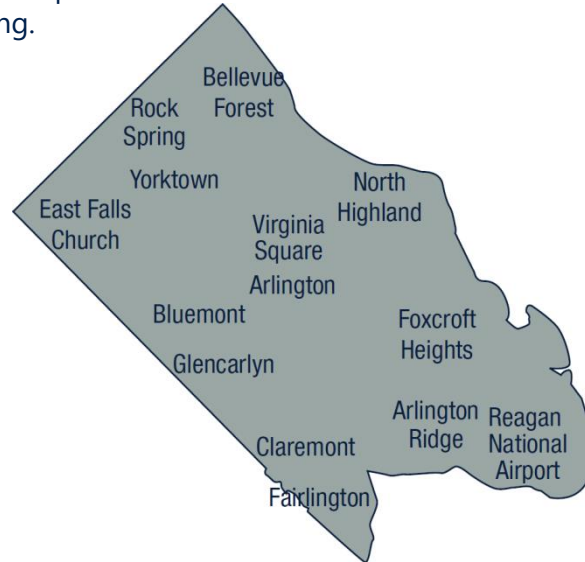 ng.
Bellevue
Forest
Rock
Spring
Yorktown
North
Highland
East Falls
Church
Virginia
Square
Arlington
Bluemont
Foxcroft
Heights
Glencarlyn
Arlington
Ridge
Reagan
National
Airport
Claremont
Fairlington